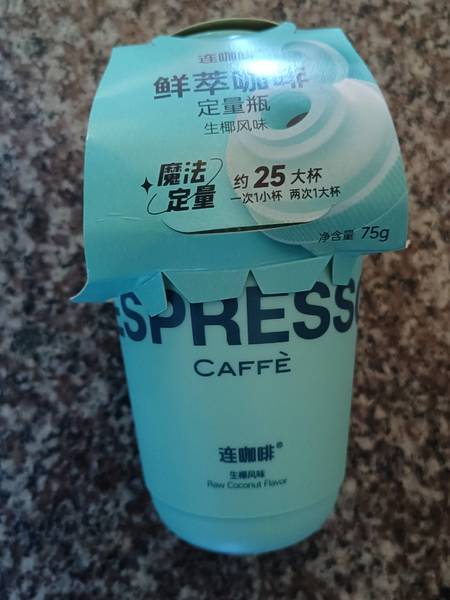 连咖啡
鲜萃咖啡
定量瓶
生椰风味
魔法
定量
约25大杯
一次1小杯 两次1大杯
净含量 75g
ESPRESSO
CAFFÈ
连咖啡®
生椰风味
Raw Coconut Flavor